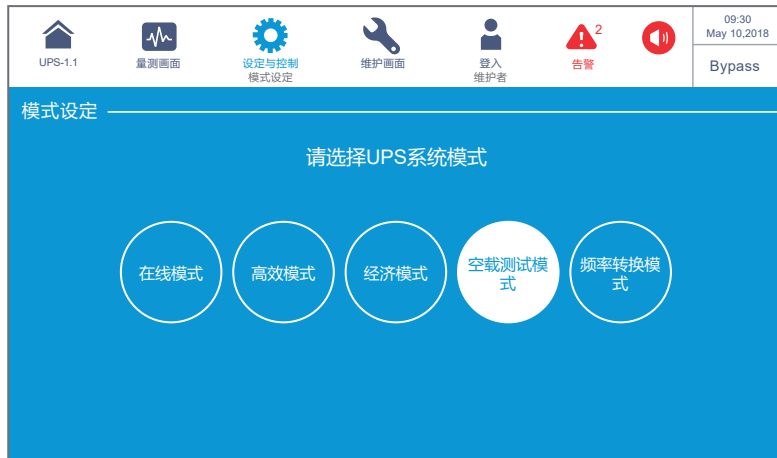 UPS-1.1
量测画面
设定与控制
模式设定
维护画面
登入
维护者
2
告警
09:30
May 10,2018
Bypass
模式设定
请选择UPS系统模式
在线模式
高效模式
经济模式
空载测试模
式
频率转换模
式